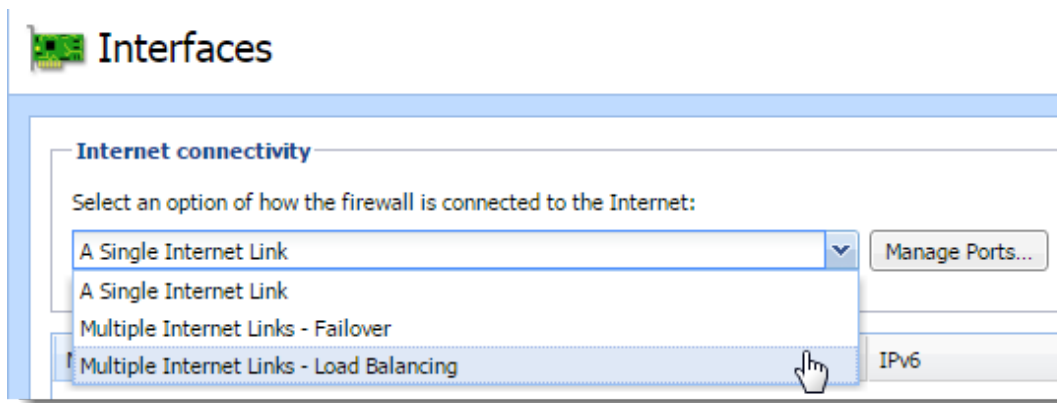 Interfaces
Internet connectivity
Select an option of how the firewall is connected to the Internet:
A Single Internet Link
Manage Ports...
A Single Internet Link
Multiple Internet Links - Failover
Multiple Internet Links - Load Balancing
IPv6